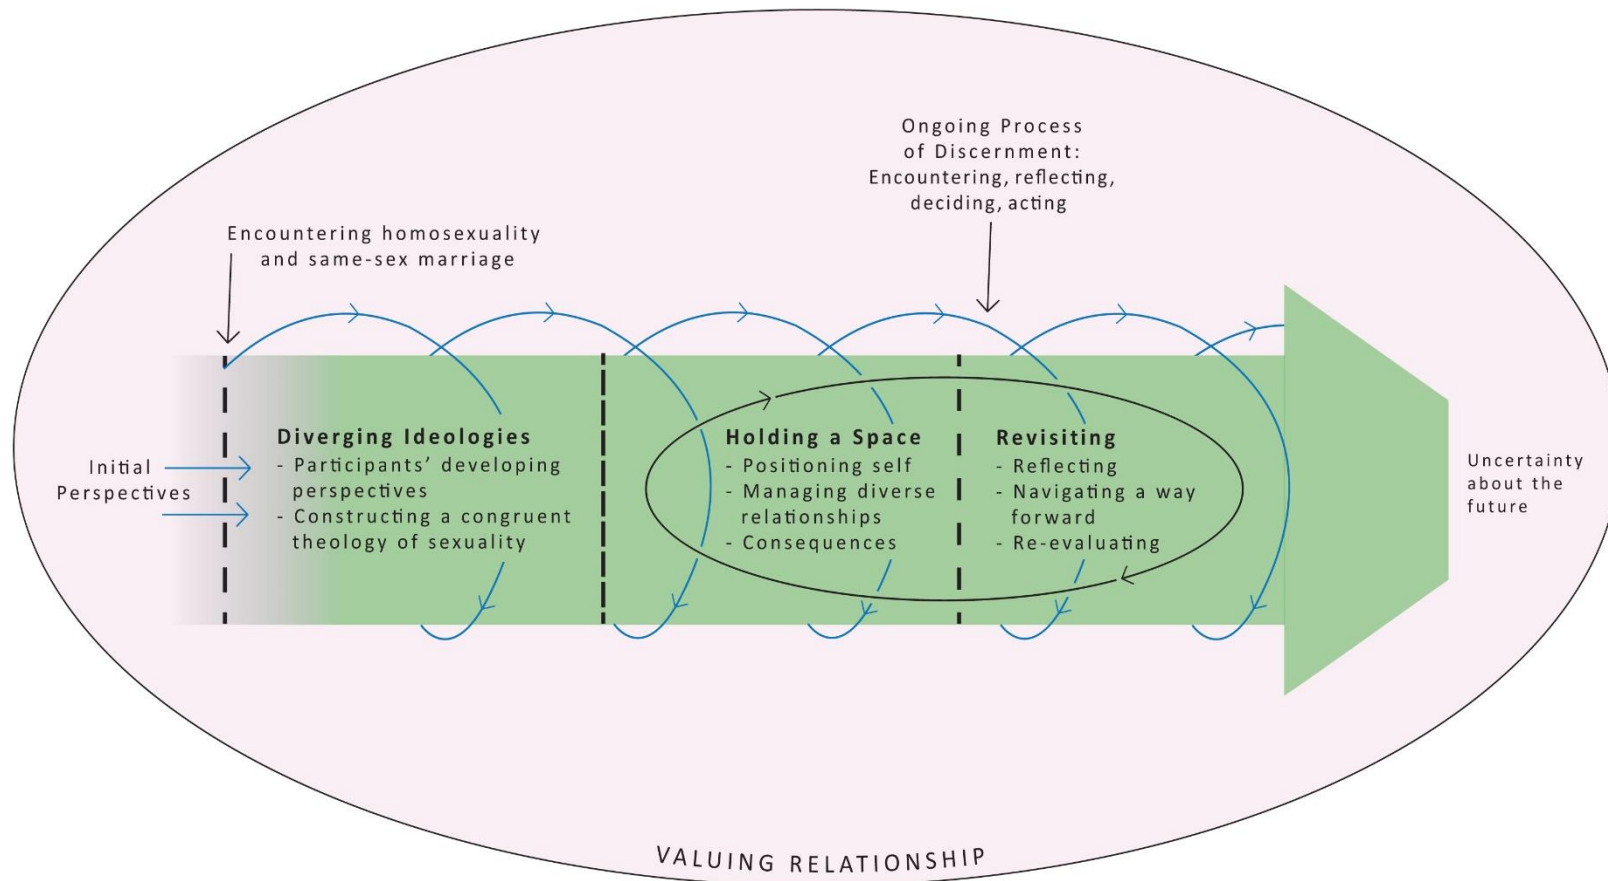 Ongoing Process
of Discernment:
Encountering, reflecting,
deciding, acting
Encountering homosexuality
and same-sex marriage
Initial
Perspectives
Diverging Ideologies
- Participants’ developing
perspectives
- Constructing a congruent
theology of sexuality
Holding a Space
- Positioning self
- Managing diverse
relationships
- Consequences
Revisiting
- Reflecting
- Navigating a way
forward
- Re-evaluating
Uncertainty
about the
future
VALUING RELATIONSHIP